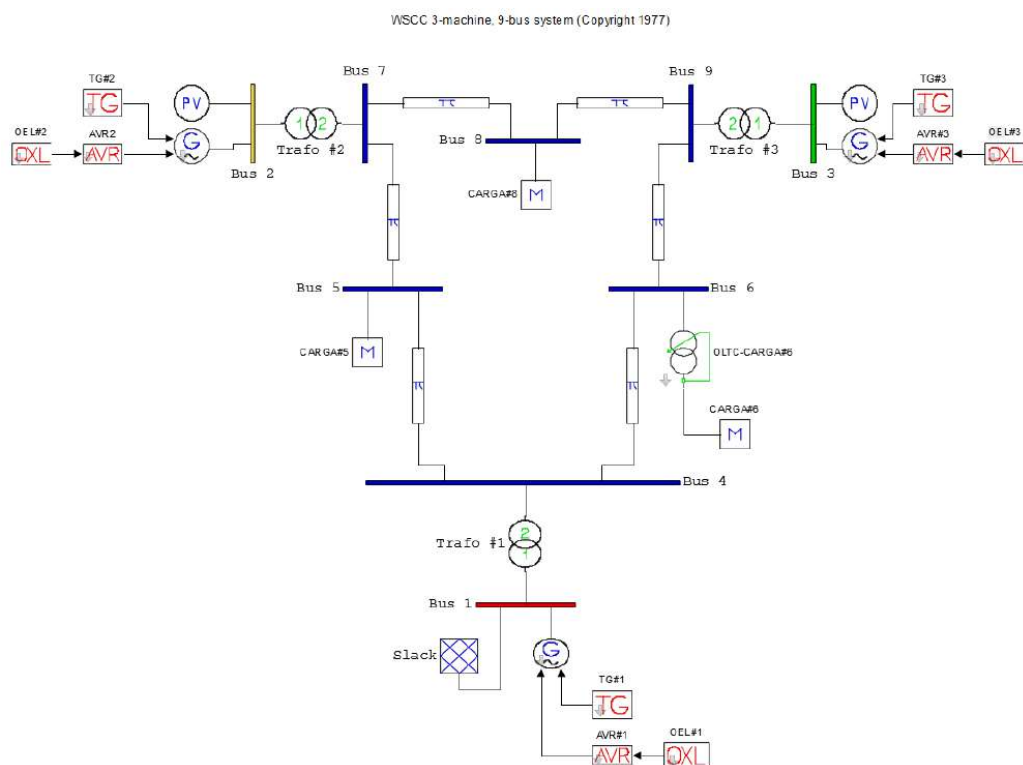 WSCC 3-machine, 9-bus system (Copyright 1977)
Bus 7
Bus 9
TG#2
TG
PV
π
π
TG#3
TG
PV
OEL#2
OXL
AVR2
AVR
G
1 2
Trafo #2
Bus 2
Bus 8
2 1
Trafo #3
Bus 3
G
AVR#3
AVR
OEL#3
OXL
CARGA#8
M
π
π
Bus 5
Bus 6
CARGA#5
M
π
π
OLTC-CARGA#6
CARGA#6
M
Bus 4
Trafo #1
2
1
Bus 1
Slack
G
TG#1
TG
AVR#1
AVR
OEL#1
OXL